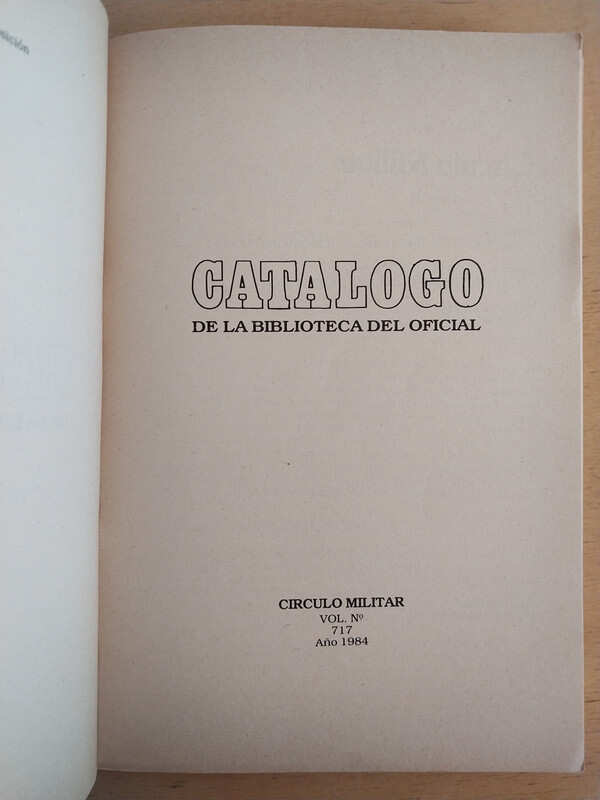 CATALOGO
DE LA BIBLIOTECA DEL OFICIAL
CIRCULO MILITAR
VOL. Nº
717
Año 1984